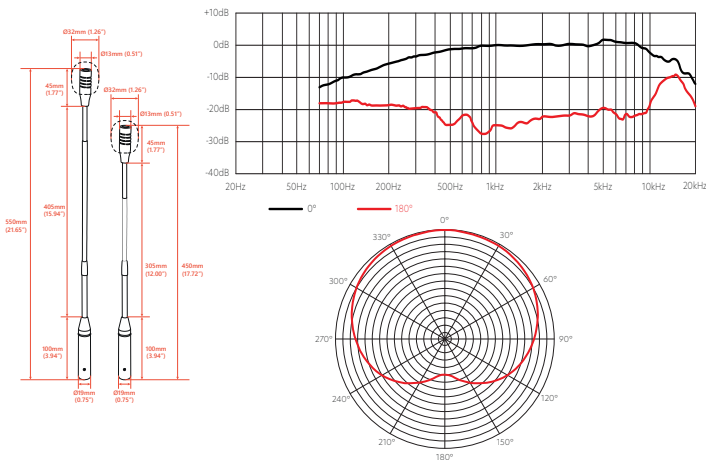 Ø32mm (1.26")
Ø13mm (0.51")
45mm
(1.77")
Ø32mm (1.26")
Ø13mm (0.51")
45mm
(1.77")
550mm
(21.65")
405mm
(15.94")
305mm
(12.00")
450mm
(17.72")
100mm
(3.94")
100mm
(3.94")
Ø19mm
(0.75")
Ø19mm
(0.75")
+10dB
0dB
-10dB
-20dB
-30dB
-40dB
20Hz 50Hz 100Hz 200Hz 500Hz 1kHz 2kHz 5kHz 10kHz 20kHz
0° 180°
0°
330° 30°
300° 60°
270° 90°
240° 120°
210° 150°
180°